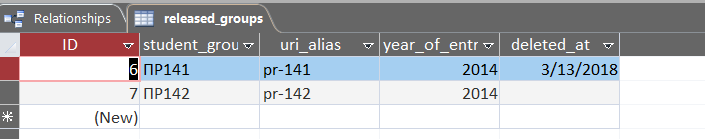 Relationships released_groups
ID student_grou uri_alias year_of_entr deleted_at
6 ПР141 pr-141 2014 3/13/2018
7 ПР142 pr-142 2014
(New)